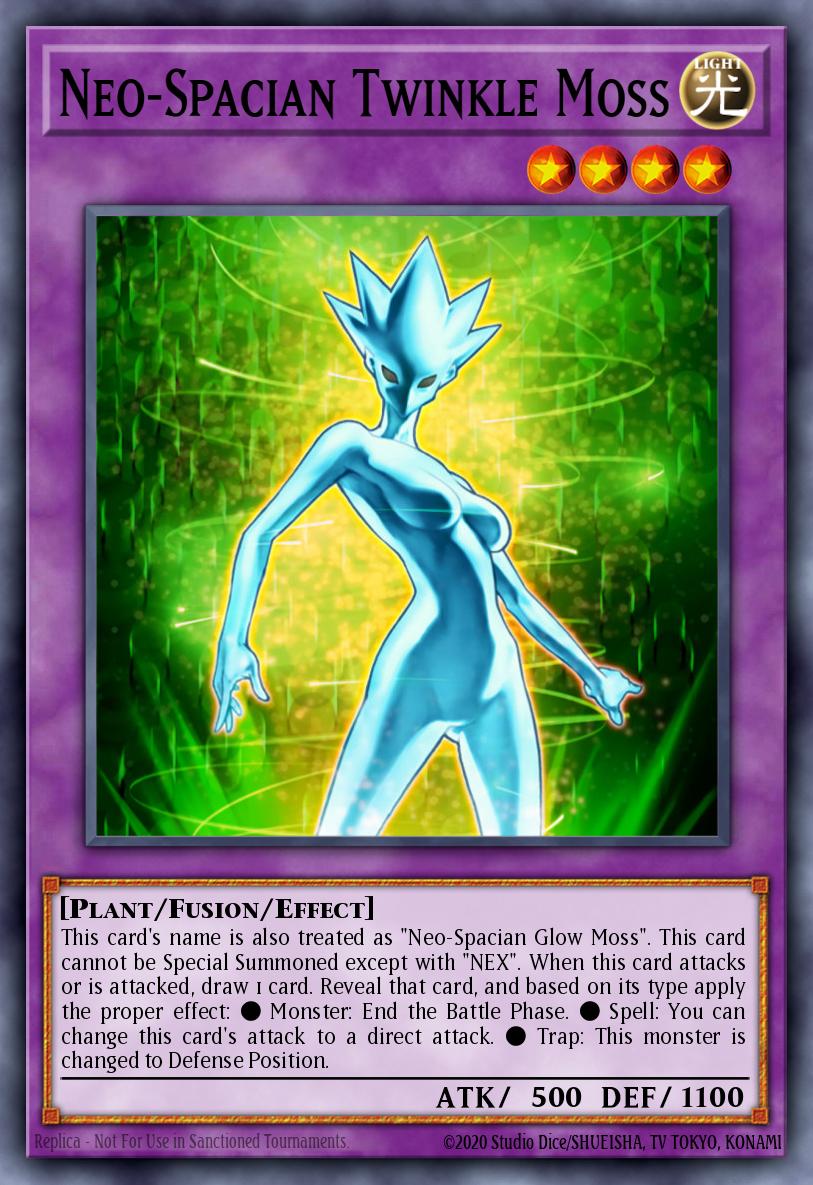 Neo-Spacian Twinkle Moss
LIGHT
光
[Plant/Fusion/Effect]
This card's name is also treated as "Neo-Spacian Glow Moss". This card
cannot be Special Summoned except with "NEX". When this card attacks
or is attacked, draw 1 card. Reveal that card, and based on its type apply
the proper effect: ● Monster: End the Battle Phase. ● Spell: You can
change this card's attack to a direct attack. ● Trap: This monster is
changed to Defense Position.
ATK/ 500 DEF/ 1100
Replica - Not For Use in Sanctioned Tournaments.
©2020 Studio Dice/SHUEISHA, TV TOKYO, KONAMI